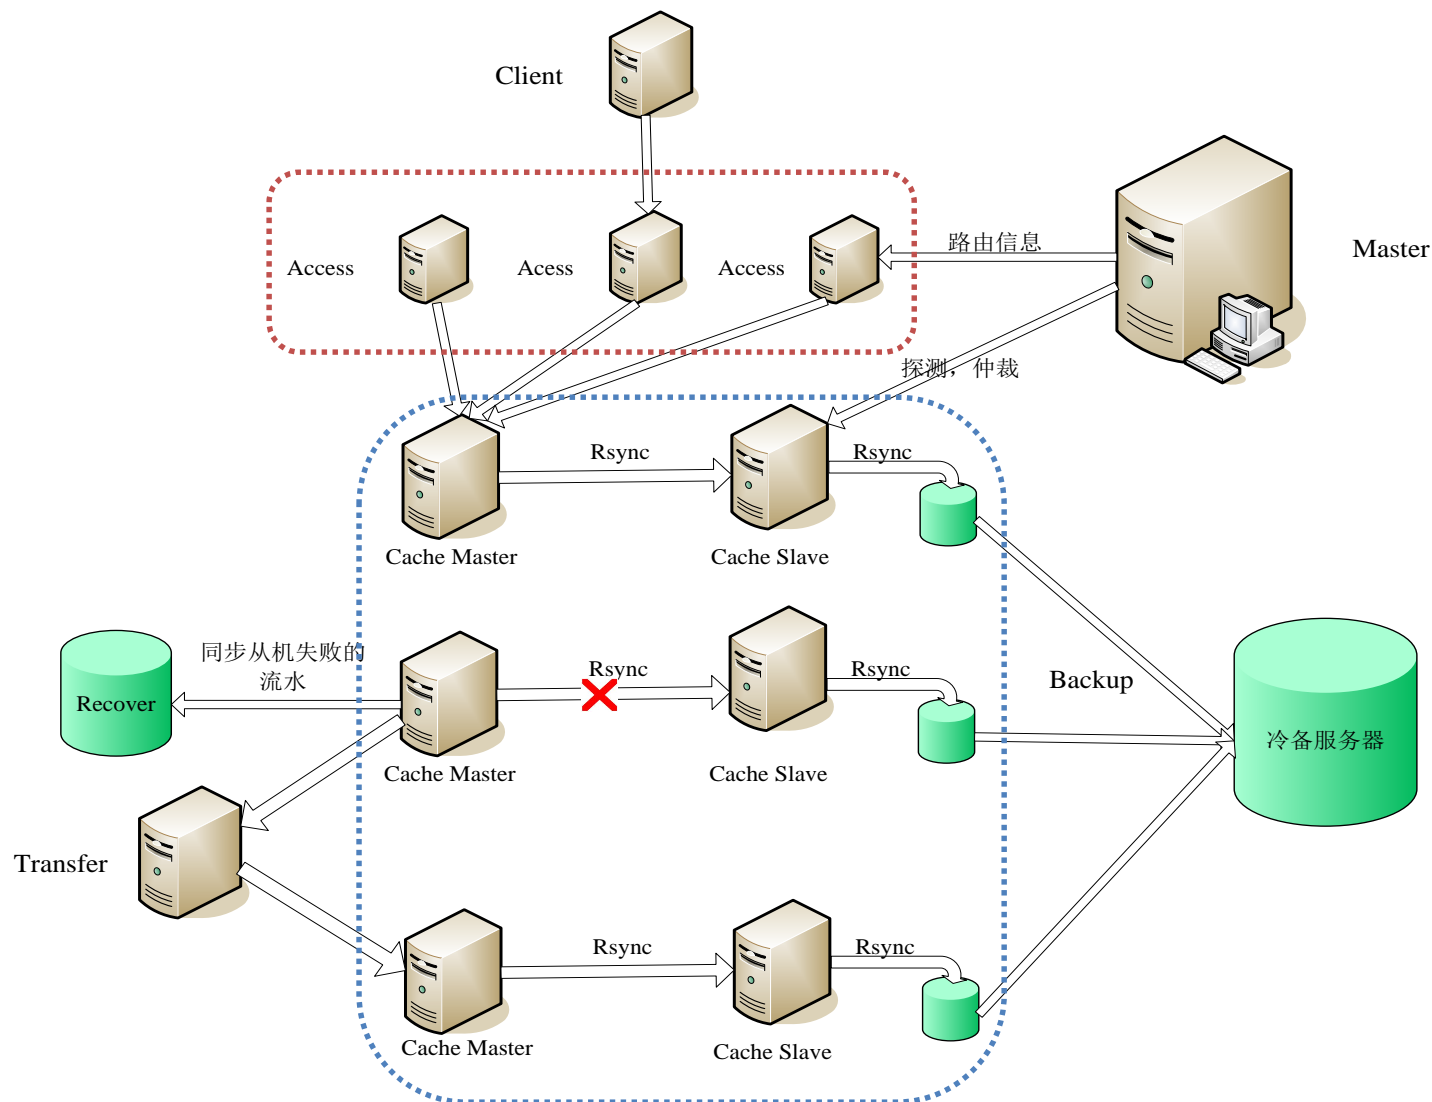 Client
Access
Acess
Access
路由信息
Master
探测，仲裁
Rsync
Rsync
Cache Master
Cache Slave
同步从机失败的
流水
Recover
Rsync
Rsync
Backup
冷备服务器
Cache Master
Cache Slave
Transfer
Rsync
Rsync
Cache Master
Cache Slave